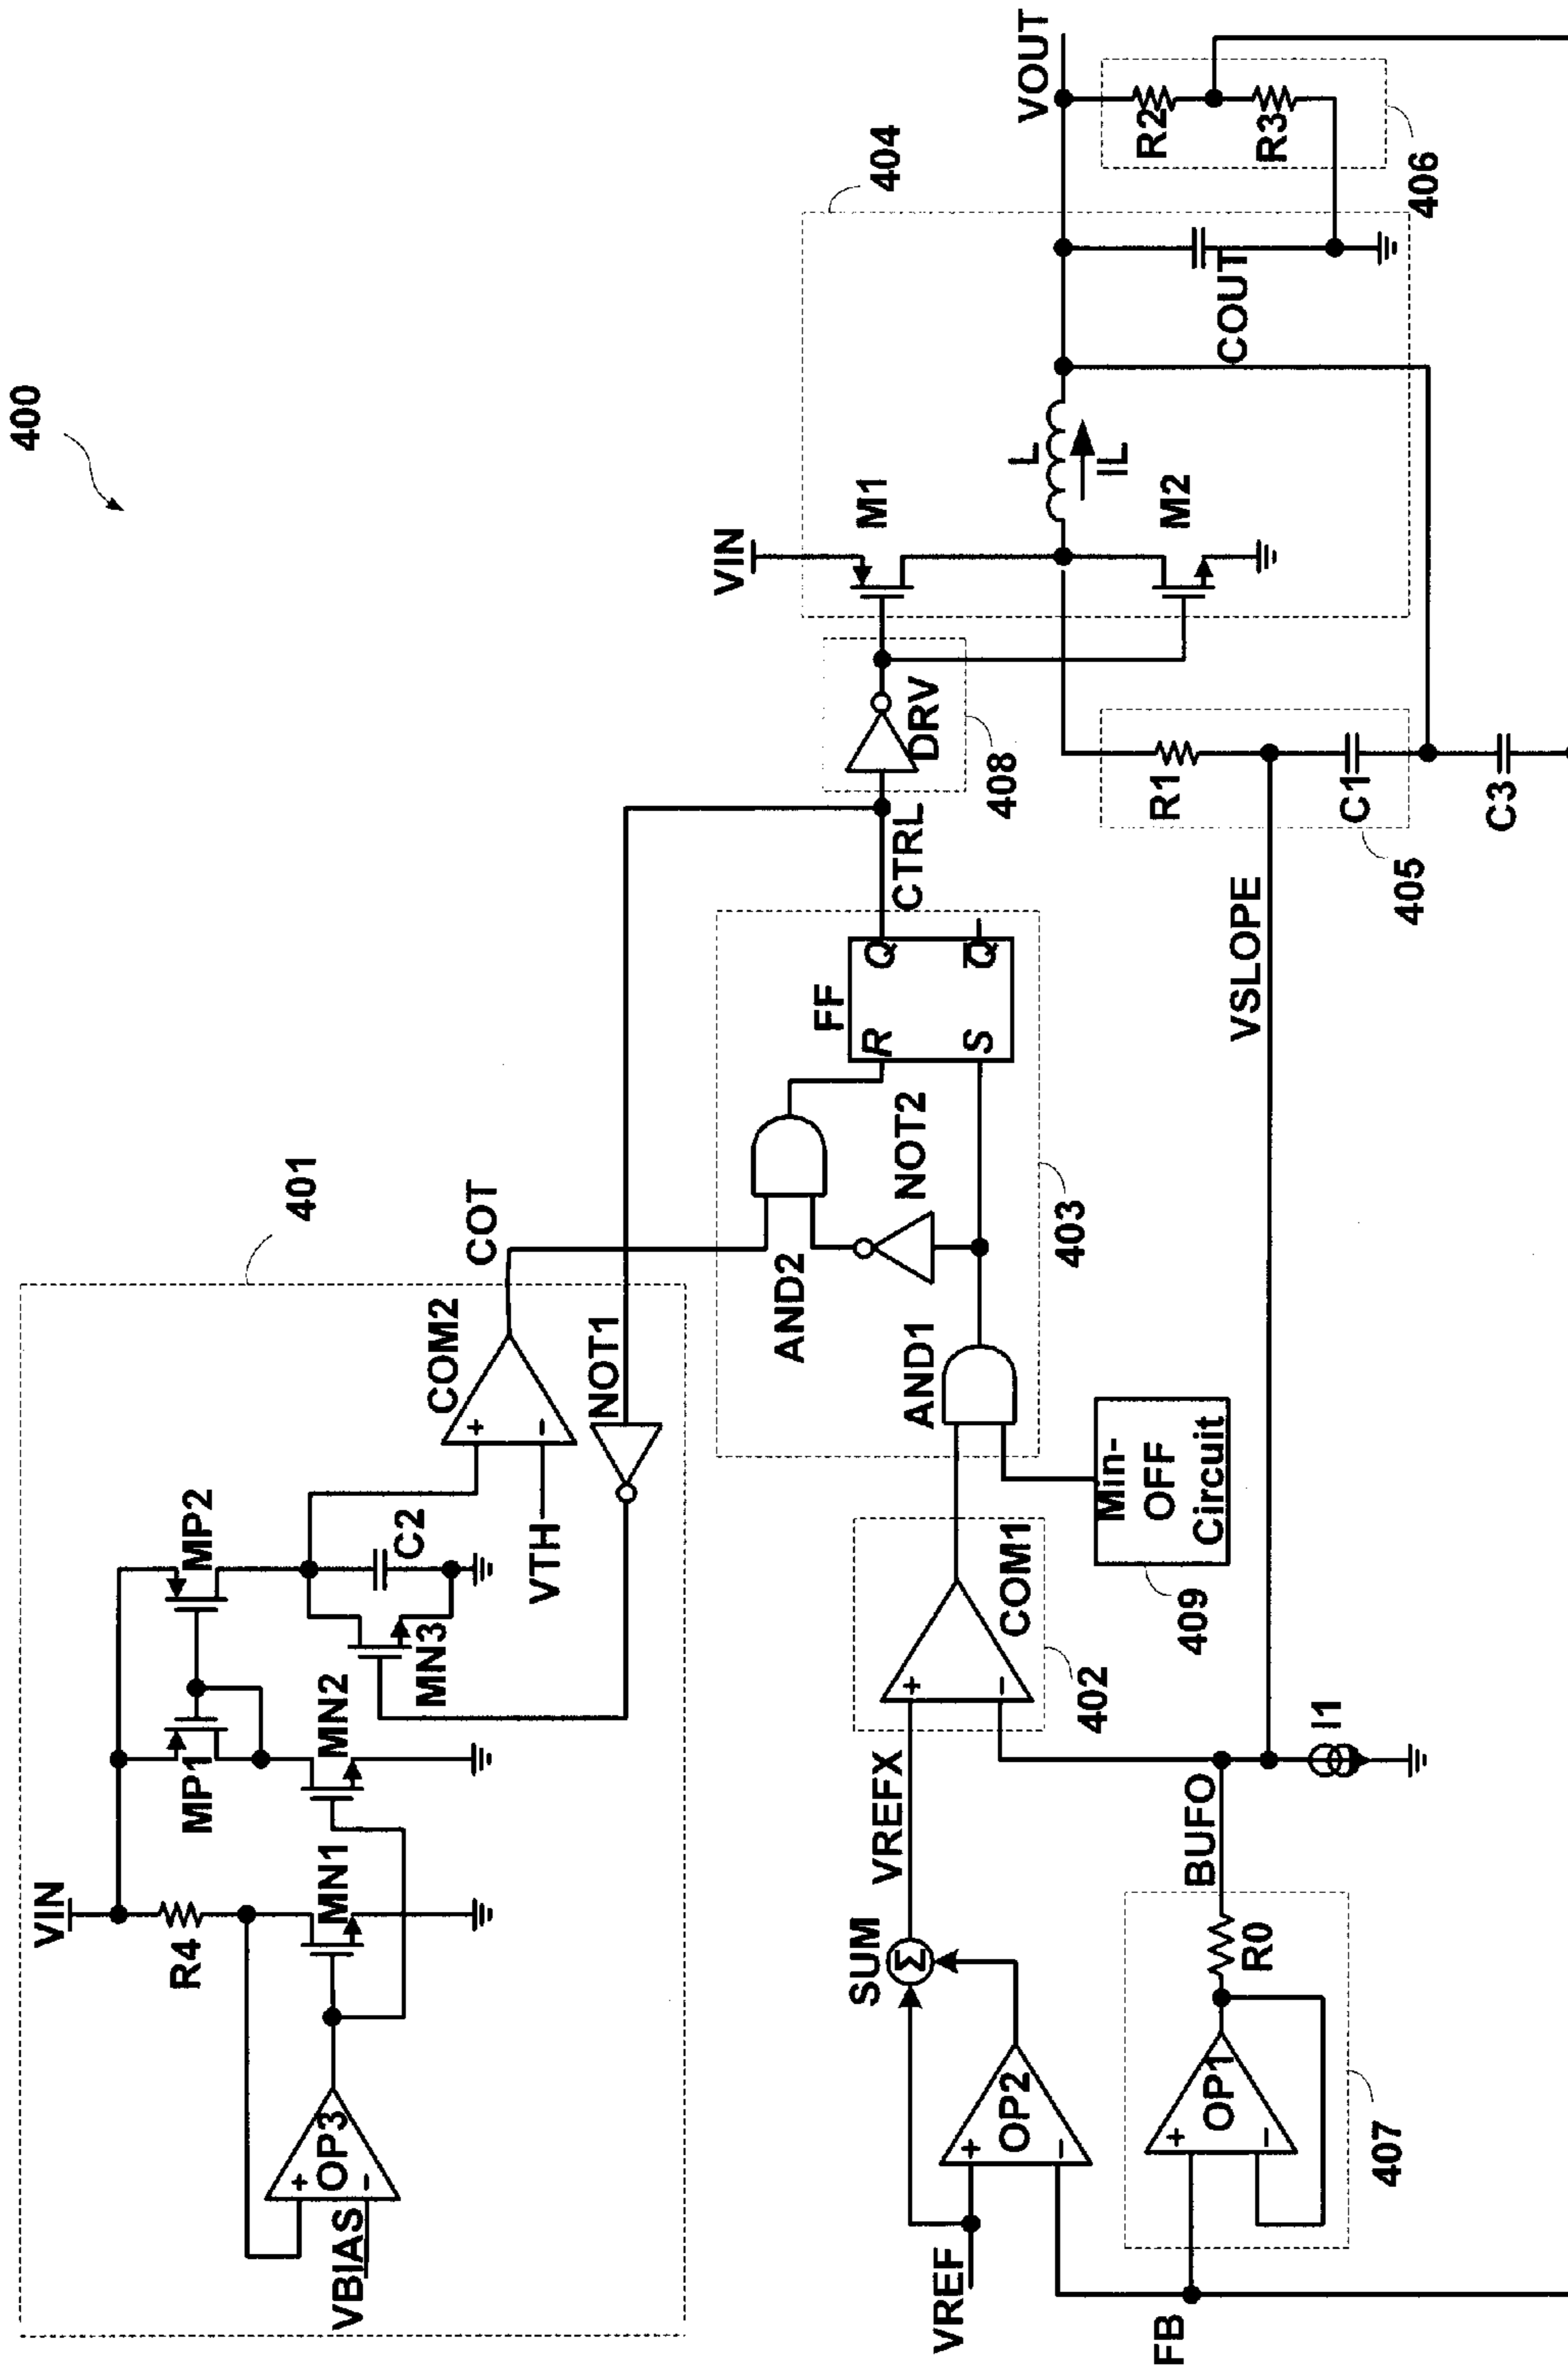 400
401
VIN
R4
MP1
MP2
MN1
MN2
MN3
C2
OP3
+
−
VBIAS
VTH
COM2
+
−
COT
NOT1
VREF
OP2
+
−
SUM
Σ
VREFX
402
COM1
+
−
409
Min-
OFF
Circuit
403
AND1
AND2
NOT2
FF
R
S
Q
Q̅
CTRL
408
DRV
404
VIN
M1
M2
L
IL
COUT
VOUT
406
R2
R3
405
R1
C1
C3
VSLOPE
FB
407
OP1
+
−
R0
BUFO
I1